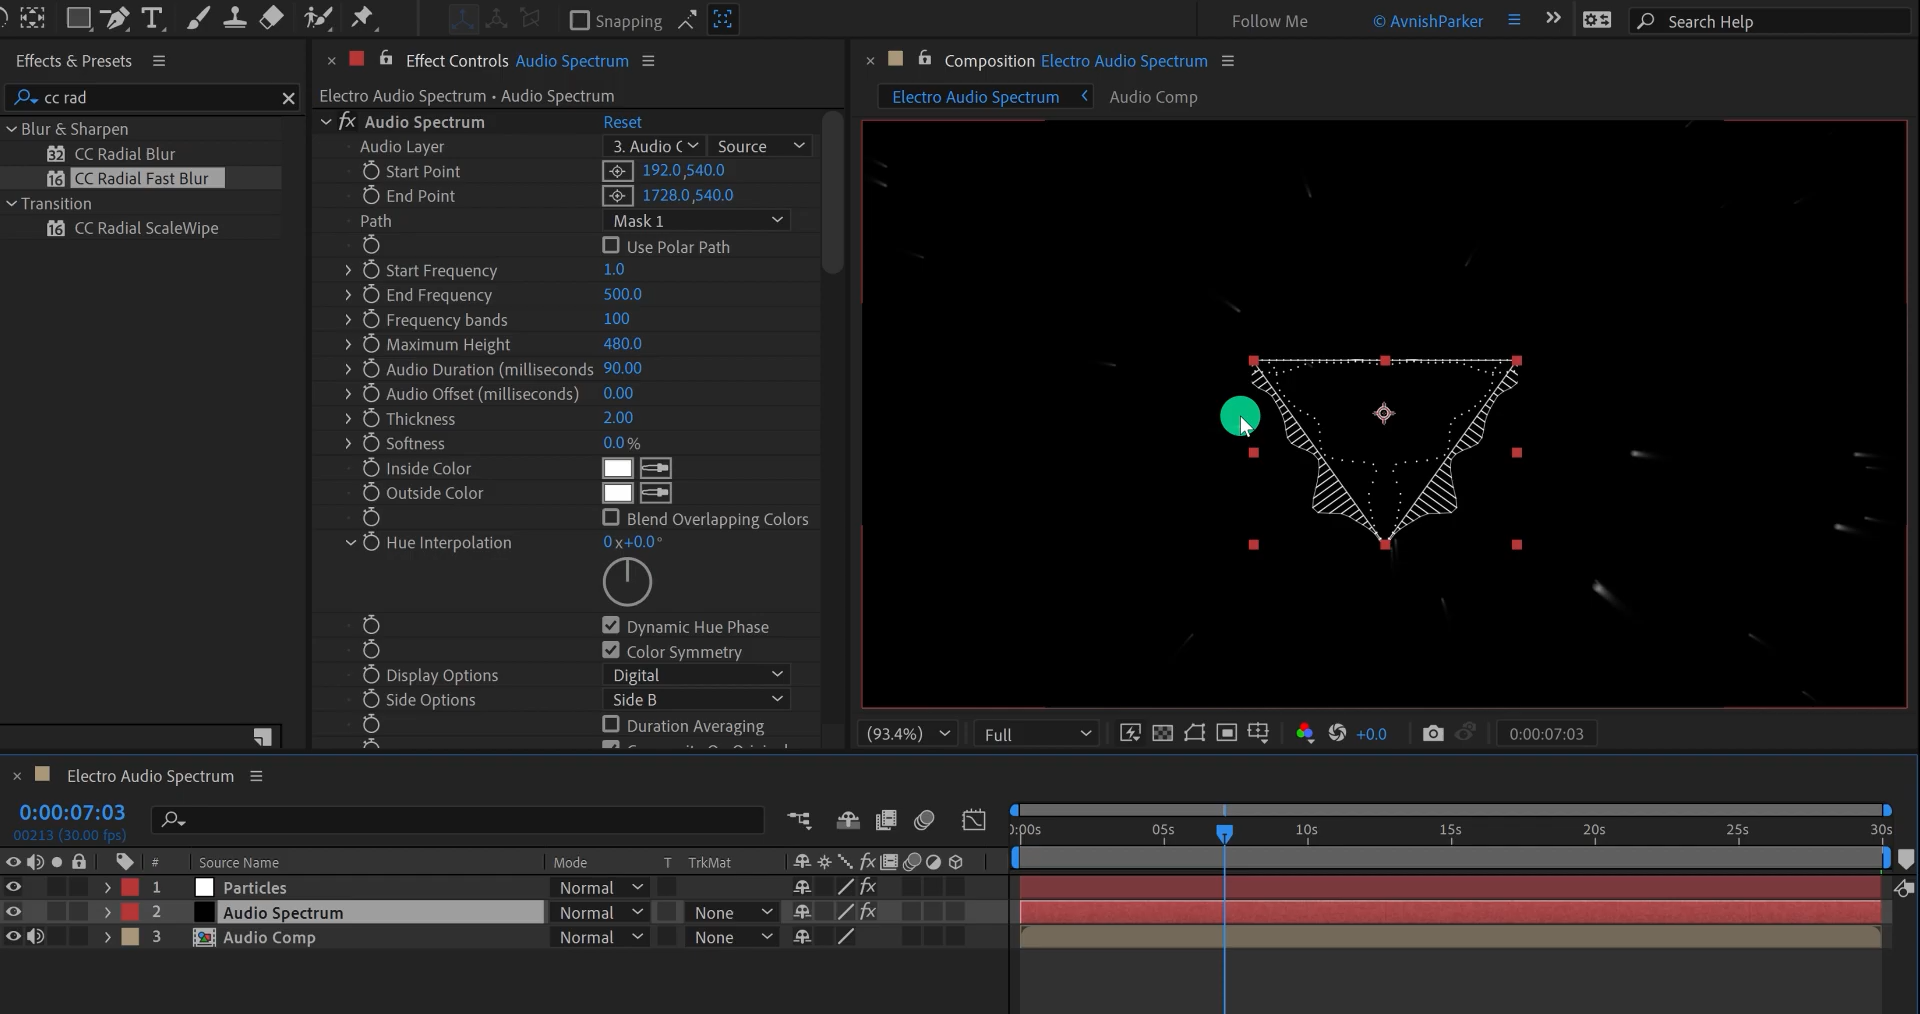 Snapping
Follow Me
© AvnishParker
Search Help
Effects & Presets
cc rad
Blur & Sharpen
32 CC Radial Blur
16 CC Radial Fast Blur
Transition
16 CC Radial ScaleWipe
Effect Controls Audio Spectrum
Electro Audio Spectrum • Audio Spectrum
fx Audio Spectrum Reset
Audio Layer 3. Audio C Source
Start Point 192.0,540.0
End Point 1728.0,540.0
Path Mask 1
Use Polar Path
Start Frequency 1.0
End Frequency 500.0
Frequency bands 100
Maximum Height 480.0
Audio Duration (milliseconds 90.00
Audio Offset (milliseconds) 0.00
Thickness 2.00
Softness 0.0%
Inside Color
Outside Color
Blend Overlapping Colors
Hue Interpolation 0x+0.0°
Dynamic Hue Phase
Color Symmetry
Display Options Digital
Side Options Side B
Duration Averaging
Composition Electro Audio Spectrum
Electro Audio Spectrum Audio Comp
(93.4%) Full +0.0 0:00:07:03
Electro Audio Spectrum
0:00:07:03
00213 (30.00 fps)
# Source Name Mode T TrkMat fx
1 Particles Normal fx
2 Audio Spectrum Normal None fx
3 Audio Comp Normal None
0:00s 05s 10s 15s 20s 25s 30s